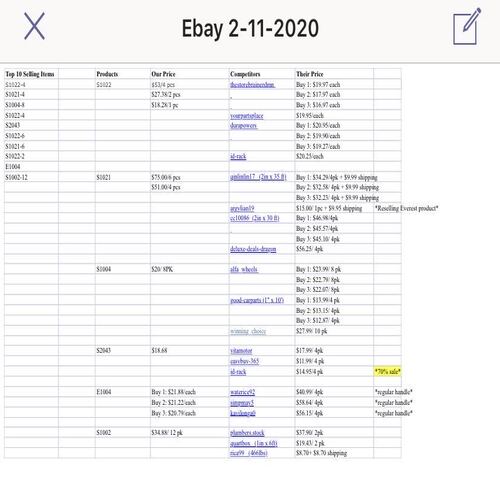 Ebay 2-11-2020
Top 10 Selling Items Products Our Price Competitors Their Price
S1022-4 S1022 $53/4 pcs Buy 1: $19.97 each
S1021-4 $27.38/2 pcs Buy 2: $17.97 each
S1004-8 $18.28/1 pc Buy 3: $16.97 each
S1022-4 yourpartsplace $19.95/each
S2043 durapowers Buy 1: $20.95/each
S1022-6 Buy 2: $19.90/each
S1021-6 Buy 3: $19.27/each
S1022-2 id-rack $20.25/each
E1004
S1002-12 S1021 $75.00/6 pcs (2in x 35 ft) Buy 1: $34.29/4pk + $9.99 shipping
$51.00/4 pcs Buy 2: $32.58/ 4pk + $9.99 shipping
Buy 3: $32.23/ 4pk + $9.99 shipping
argylian19 $15.00/ 1pc + $9.95 shipping *Reselling Everest product*
cc10086 (2in x 30 ft) Buy 1: $46.98/4pk
Buy 2: $45.57/4pk
Buy 3: $45.10/ 4pk
deluxe-deals-dragon $56.25/ 4pk
S1004 $20/ 8PK alfa_wheels Buy 1: $23.99/ 8 pk
Buy 2: $22.79/ 8pk
Buy 3: $22.07/ 8pk
good-carparts (1" x 10') Buy 1: $13.99/4 pk
Buy 2: $13.15/ 4pk
Buy 3: $12.87/ 4pk
winning_choice $27.99/ 10 pk
S2043 $18.68 vitamotor $17.99/ 4pk
easybuy-365 $11.99/ 4 pk
id-rack $14.95/4 pk *70% sale*
E1004 Buy 1: $21.88/each waterice92 $40.99/ 4pk *regular handle*
Buy 2: $21.22/each $58.64/ 4pk *regular handle*
Buy 3: $20.79/each $56.15/ 4pk *regular handle*
S1002 $34.88/ 12 pk plumbers.stock $37.90/ 2pk
quartbox (1in x 6ft) $19.43/ 2 pk
rica99 (466lbs) $8.70+ $8.70 shipping